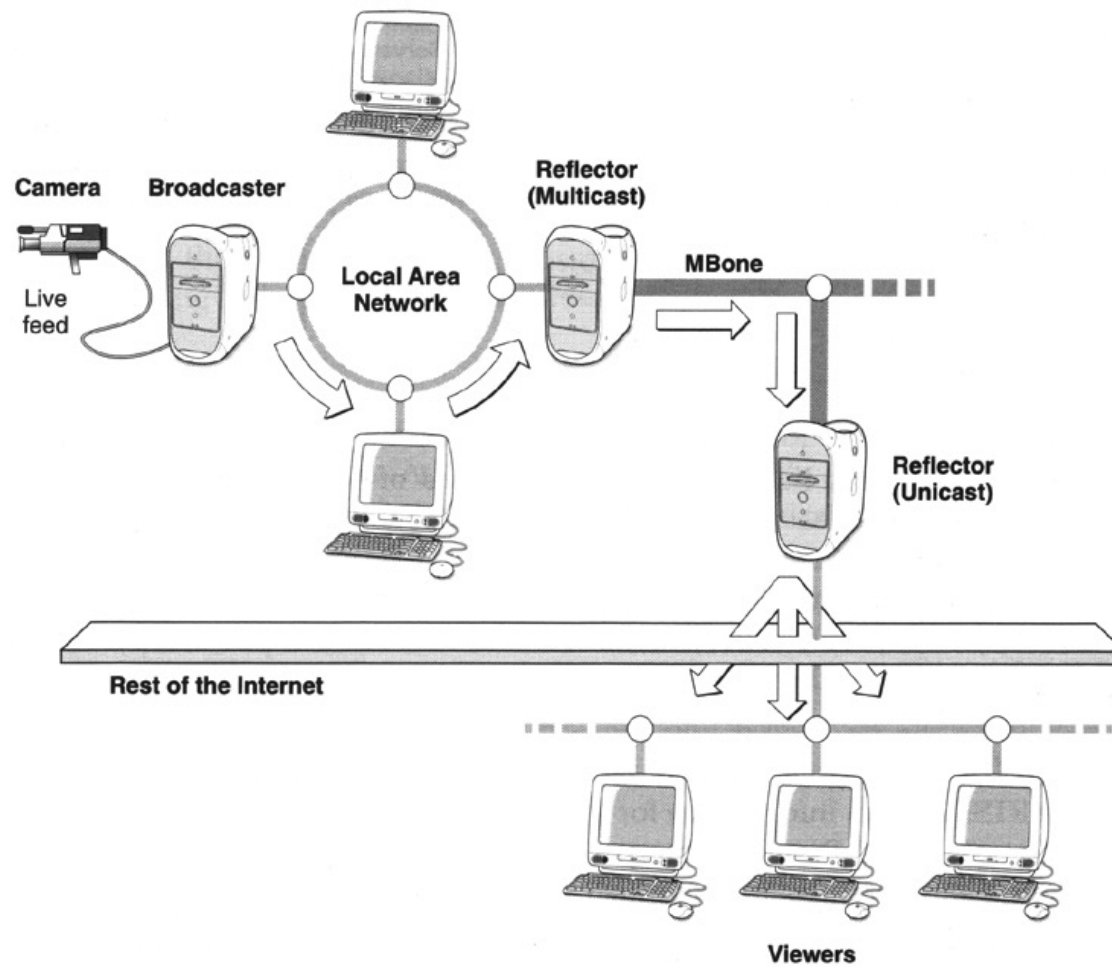 Camera
Broadcaster
Reflector
(Multicast)
Live
feed
Local Area
Network
MBone
Reflector
(Unicast)
Rest of the Internet
Viewers